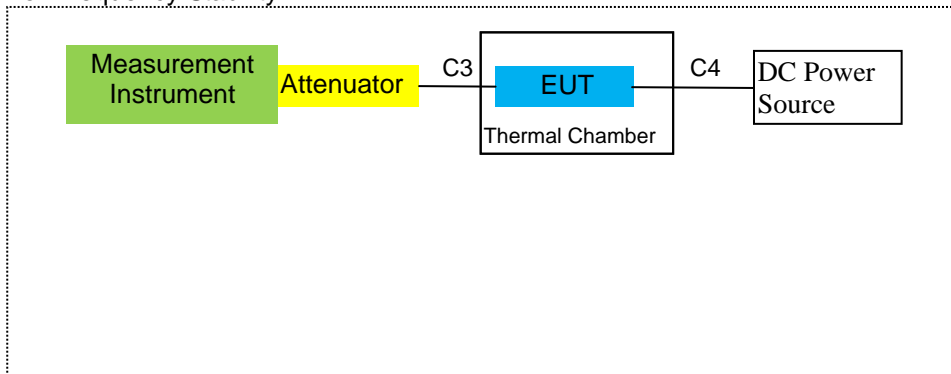 Measurement
Instrument
Attenuator
C3
EUT
Thermal Chamber
C4
DC Power
Source